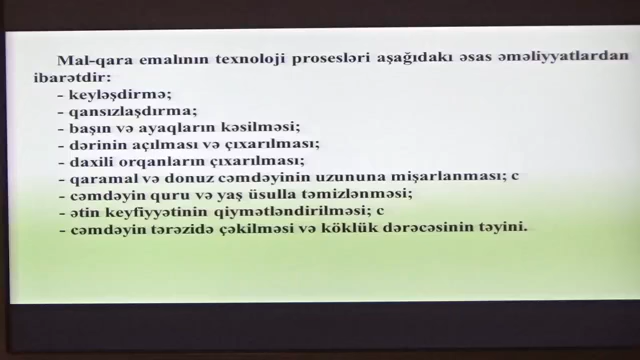 Mal-qara emalının texnoloji prosesləri aşağıdakı əsas əməliyyatlardan
ibarətdir:
- keyləşdirmə;
- qansızlaşdırma;
- başın və ayaqların kəsilməsi;
- dərinin açılması və çıxarılması;
- daxili orqanların çıxarılması;
- qaramal və donuz cəmdəyinin uzununa mişarlanması; c
- cəmdəyin quru və yaş üsulla təmizlənməsi;
- ətin keyfiyyətinin qiymətləndirilməsi; c
- cəmdəyin tərəzidə çəkilməsi və köklük dərəcəsinin təyini.